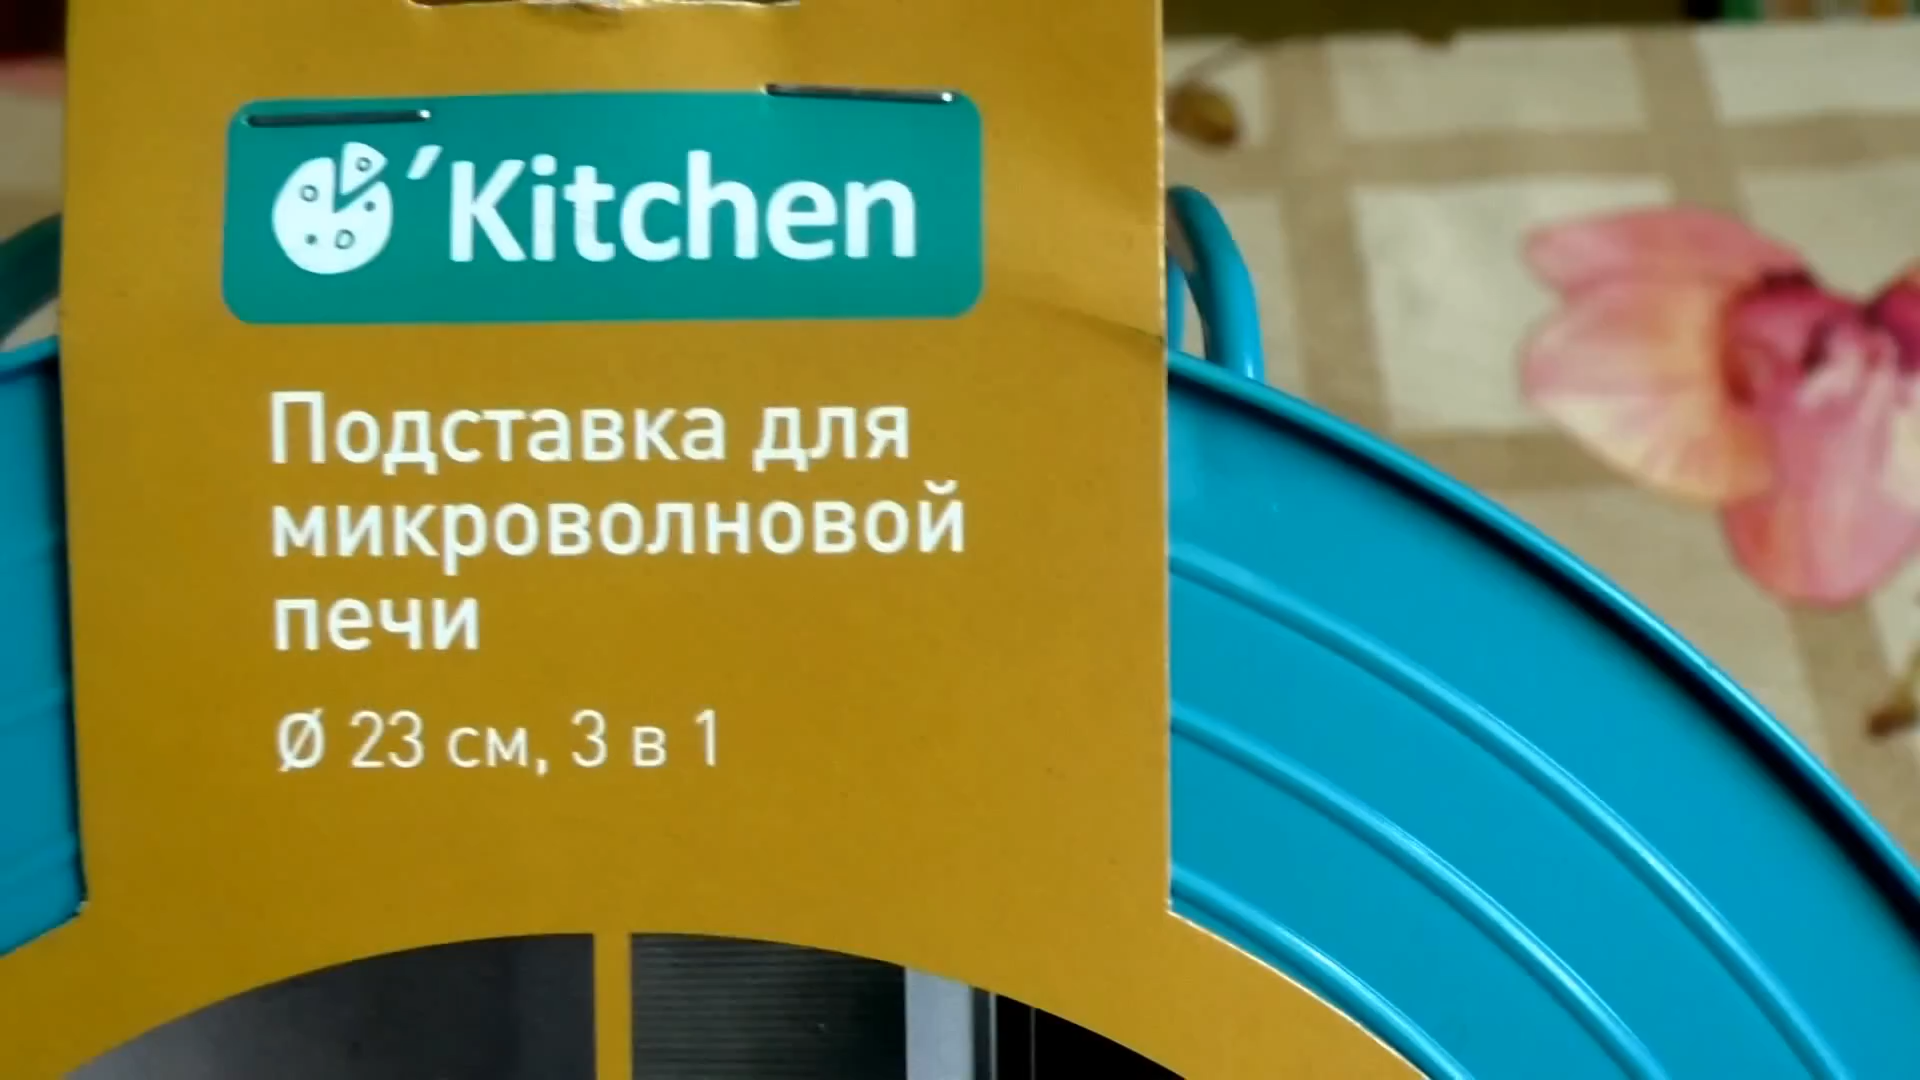 ’Kitchen
Подставка для
микроволновой
печи
Ø 23 см, 3 в 1